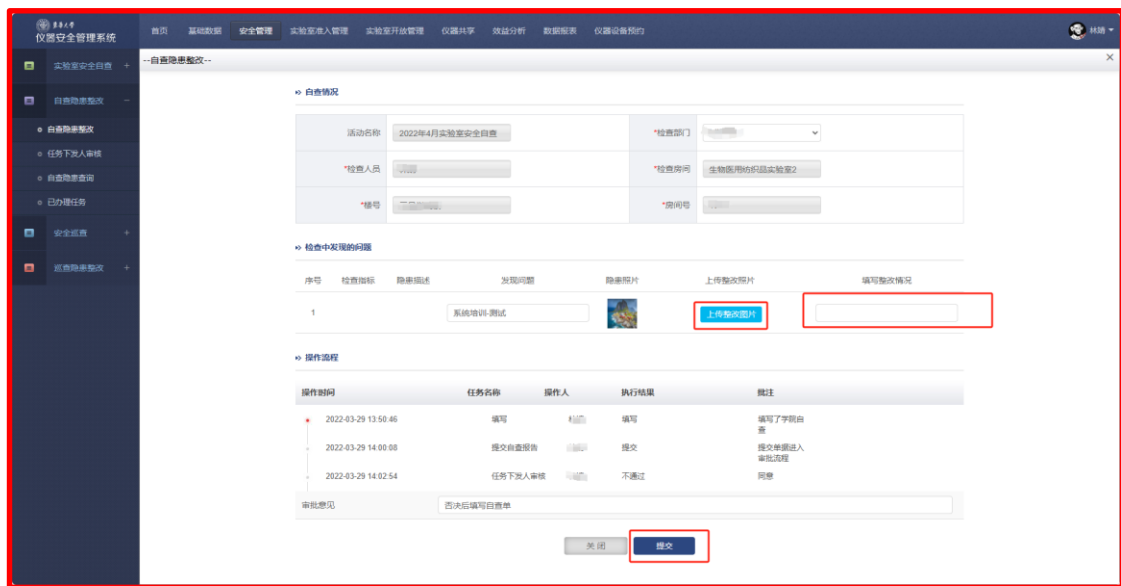 仪器安全管理系统
首页 基础数据 安全管理 实验室准入管理 实验室开放管理 仪器共享 效益分析 数据报表 仪器设备预约
实验室安全自查 +
自查隐患整改 −
自查隐患整改
任务下发人审核
自查隐患查询
已办理任务
安全巡查 +
巡查隐患整改 +
--自查隐患整改-- ×
自查情况
活动名称 2022年4月实验室安全自查 *检查部门
*检查人员 *检查房间 生物医用纺织品实验室2
*楼号 *房间号
检查中发现的问题
序号 检查指标 隐患描述 发现问题 隐患照片 上传整改照片 填写整改情况
1 系统培训-测试 上传整改图片
操作流程
操作时间 任务名称 操作人 执行结果 批注
2022-03-29 13:50:46 填写 填写 填写了学院自
查
2022-03-29 14:00:08 提交自查报告 提交 提交单据进入
审批流程
2022-03-29 14:02:54 任务下发人审核 不通过 同意
审批意见 否决后填写自查单
关闭 提交